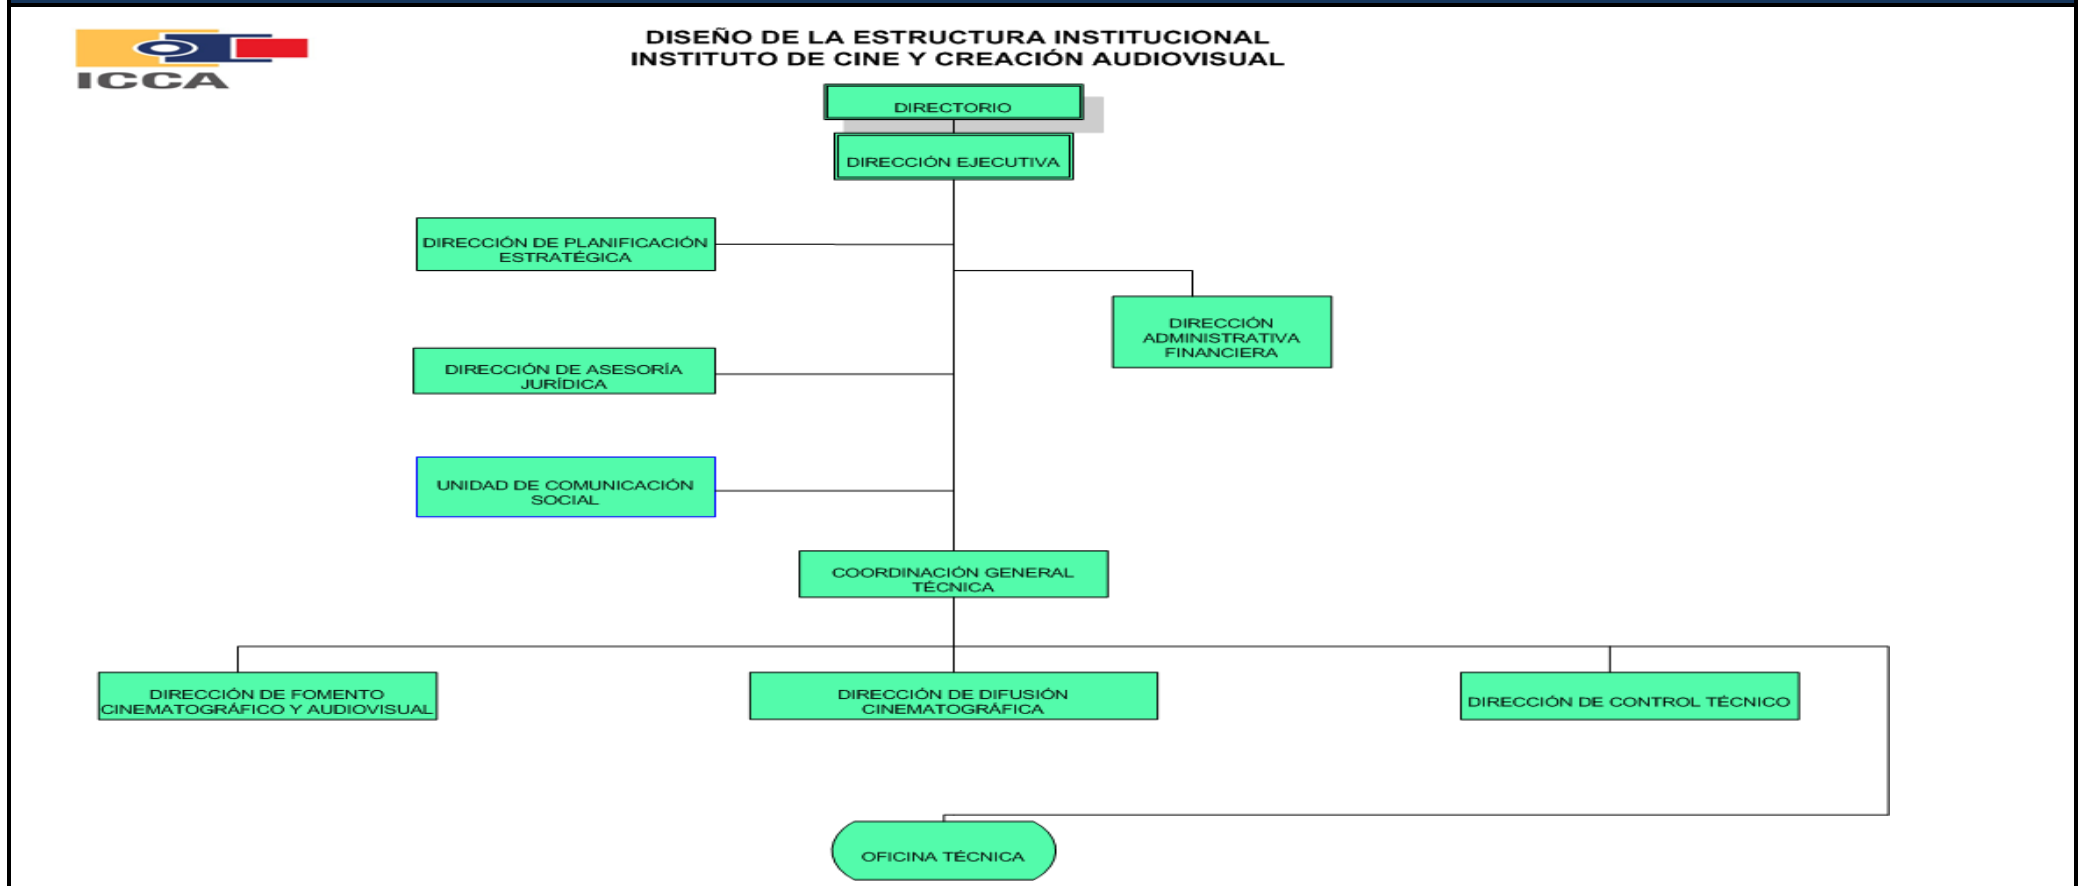 ICCA
DISEÑO DE LA ESTRUCTURA INSTITUCIONAL
INSTITUTO DE CINE Y CREACIÓN AUDIOVISUAL
DIRECTORIO
DIRECCIÓN EJECUTIVA
DIRECCIÓN DE PLANIFICACIÓN
ESTRATÉGICA
DIRECCIÓN
ADMINISTRATIVA
FINANCIERA
DIRECCIÓN DE ASESORÍA
JURÍDICA
UNIDAD DE COMUNICACIÓN
SOCIAL
COORDINACIÓN GENERAL
TÉCNICA
DIRECCIÓN DE FOMENTO
CINEMATOGRÁFICO Y AUDIOVISUAL
DIRECCIÓN DE DIFUSIÓN
CINEMATOGRÁFICA
DIRECCIÓN DE CONTROL TÉCNICO
OFICINA TÉCNICA